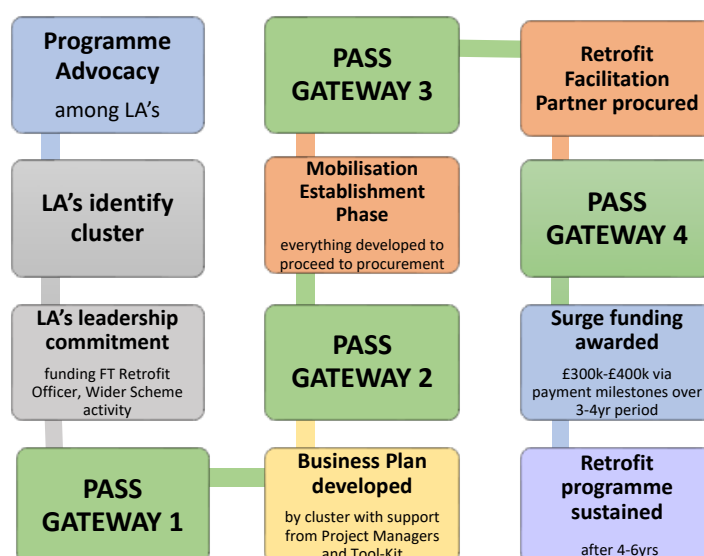 Programme
Advocacy
among LA's
LA's identify
cluster
LA's leadership
commitment
funding FT Retrofit
Officer, Wider Scheme
activity
PASS
GATEWAY 1
Business Plan
developed
by cluster with support
from Project Managers
and Tool-Kit
PASS
GATEWAY 2
Mobilisation
Establishment
Phase
everything developed to
proceed to procurement
PASS
GATEWAY 3
Retrofit
Facilitation
Partner procured
PASS
GATEWAY 4
Surge funding
awarded
£300k-£400k via
payment milestones over
3-4yr period
Retrofit
programme
sustained
after 4-6yrs